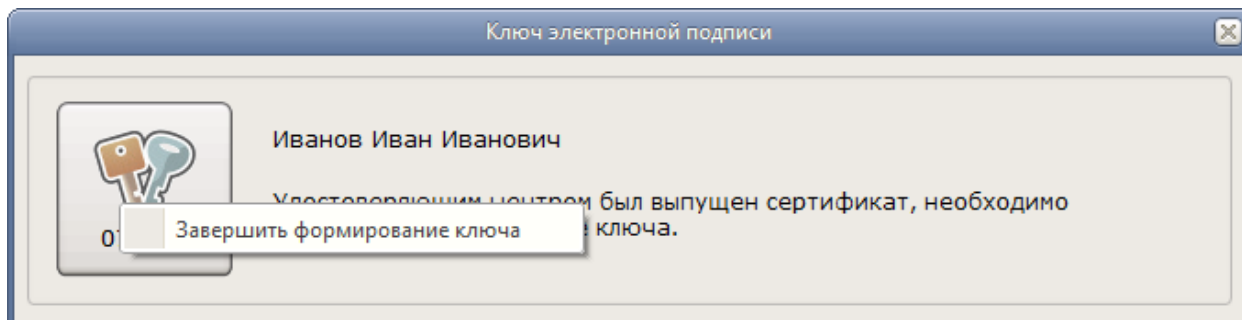 Ключ электронной подписи
Иванов Иван Иванович
Удостоверяющим центром был выпущен сертификат, необходимо
ключа.
Завершить формирование ключа